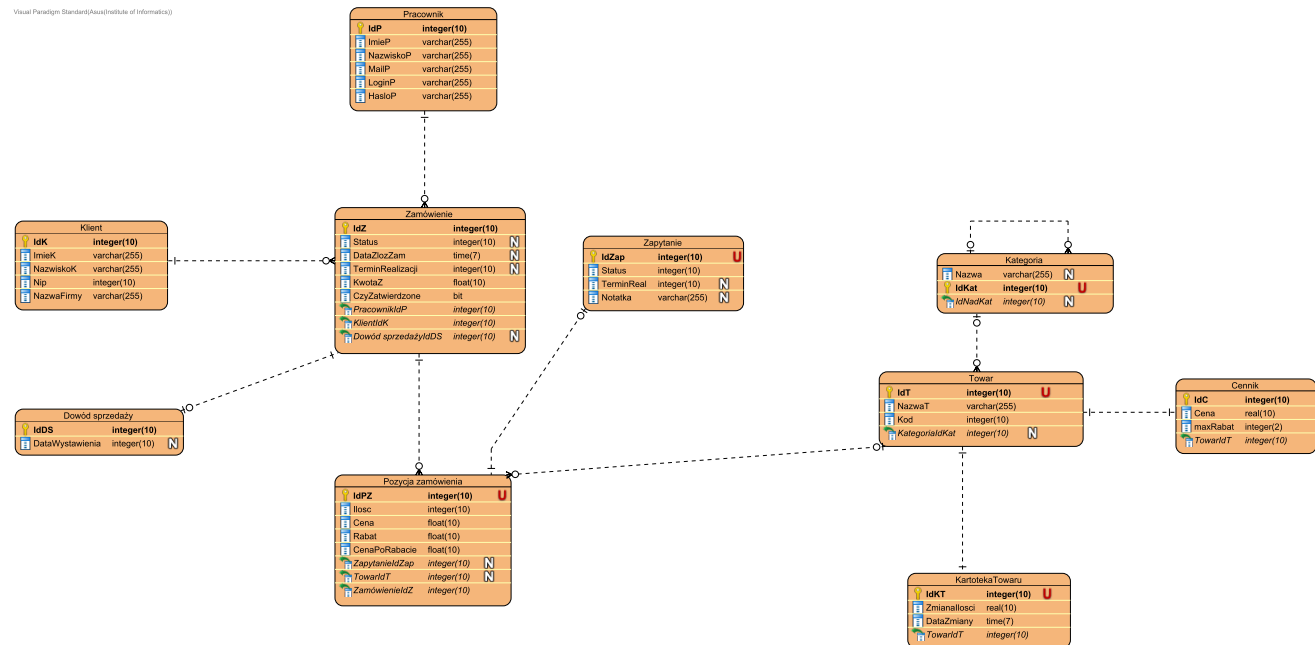 Visual Paradigm Standard(Asus(Institute of Informatics))
Pracownik
IdP integer(10)
ImieP varchar(255)
NazwiskoP varchar(255)
MailP varchar(255)
LoginP varchar(255)
HasloP varchar(255)
Zamówienie
IdZ integer(10)
Status integer(10) N
DataZlozZam time(7) N
TerminRealizacji integer(10) N
KwotaZ float(10)
CzyZatwierdzone bit
PracownikIdP integer(10)
KlientIdK integer(10)
Dowód sprzedażyIdDS integer(10) N
Klient
IdK integer(10)
ImieK varchar(255)
NazwiskoK varchar(255)
Nip integer(10)
NazwaFirmy varchar(255)
Zapytanie
IdZap integer(10) U
Status integer(10)
TerminReal integer(10) N
Notatka varchar(255) N
Kategoria
Nazwa varchar(255) N
IdKat integer(10) U
IdNadKat integer(10) N
Towar
IdT integer(10) U
NazwaT varchar(255)
Kod integer(10)
KategoriaIdKat integer(10) N
Cennik
IdC integer(10)
Cena real(10)
maxRabat integer(2)
TowarIdT integer(10)
Dowód sprzedaży
IdDS integer(10)
DataWystawienia integer(10) N
Pozycja zamówienia
IdPZ integer(10) U
Ilosc integer(10)
Cena float(10)
Rabat float(10)
CenaPoRabacie float(10)
ZapytanieIdZap integer(10) N
TowarIdT integer(10) N
ZamówienieIdZ integer(10)
KartotekaTowaru
IdKT integer(10) U
ZmianaIlosci real(10)
DataZmiany time(7)
TowarIdT integer(10)